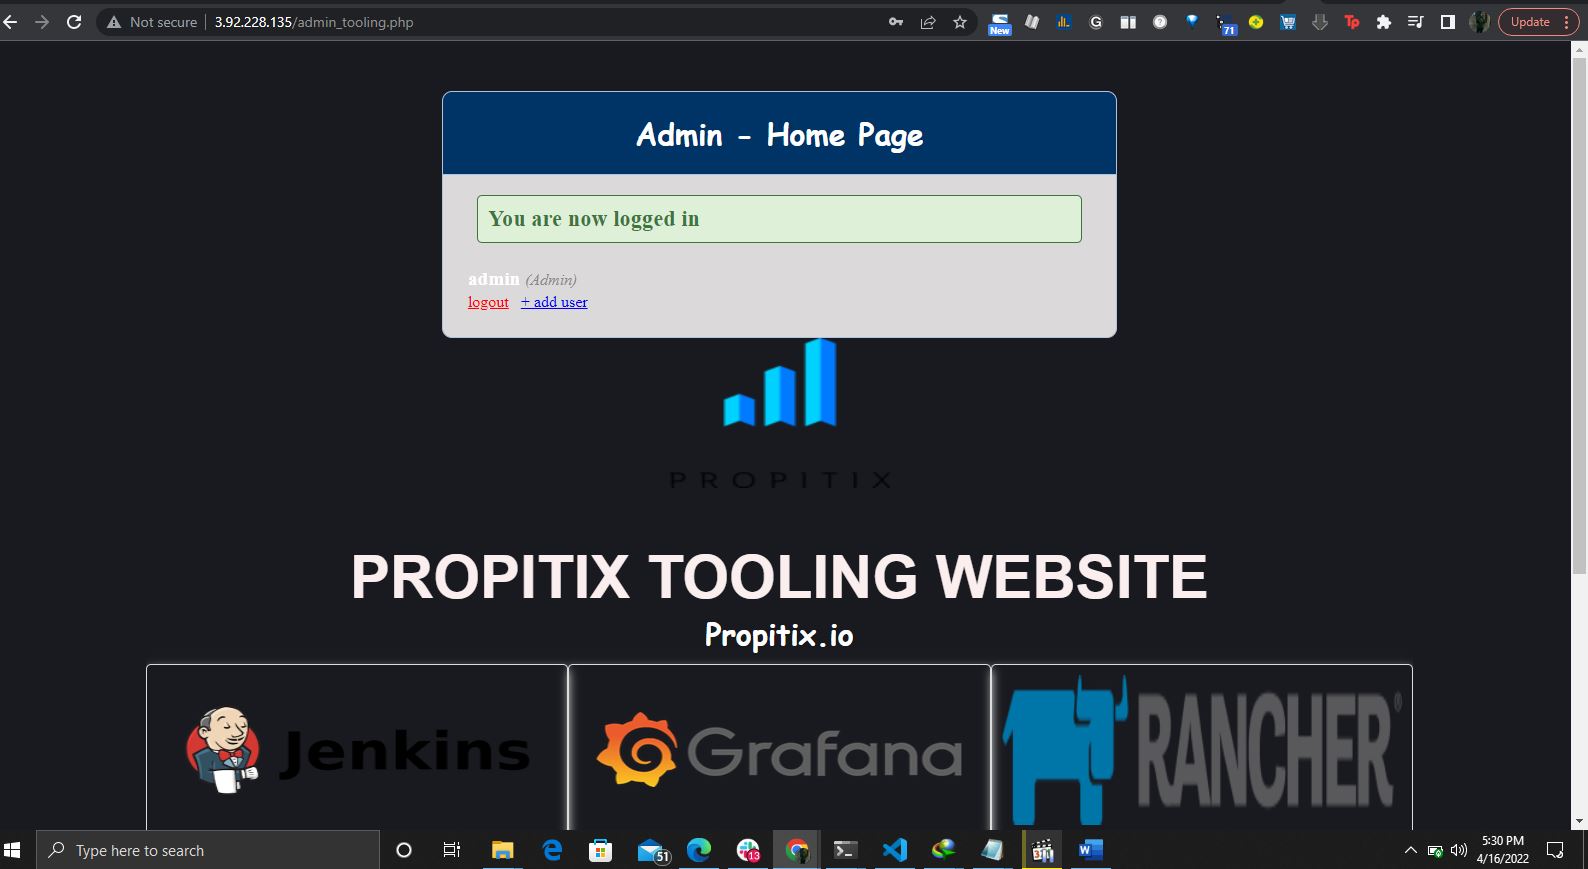 Not secure | 3.92.228.135/admin_tooling.php
New
G
71
Tp
Update
Admin - Home Page
You are now logged in
admin (Admin)
logout + add user
PROPITIX
PROPITIX TOOLING WEBSITE
Propitix.io
Jenkins
Grafana
RANCHER®
Type here to search
51
13
31
W
5:30 PM
4/16/2022